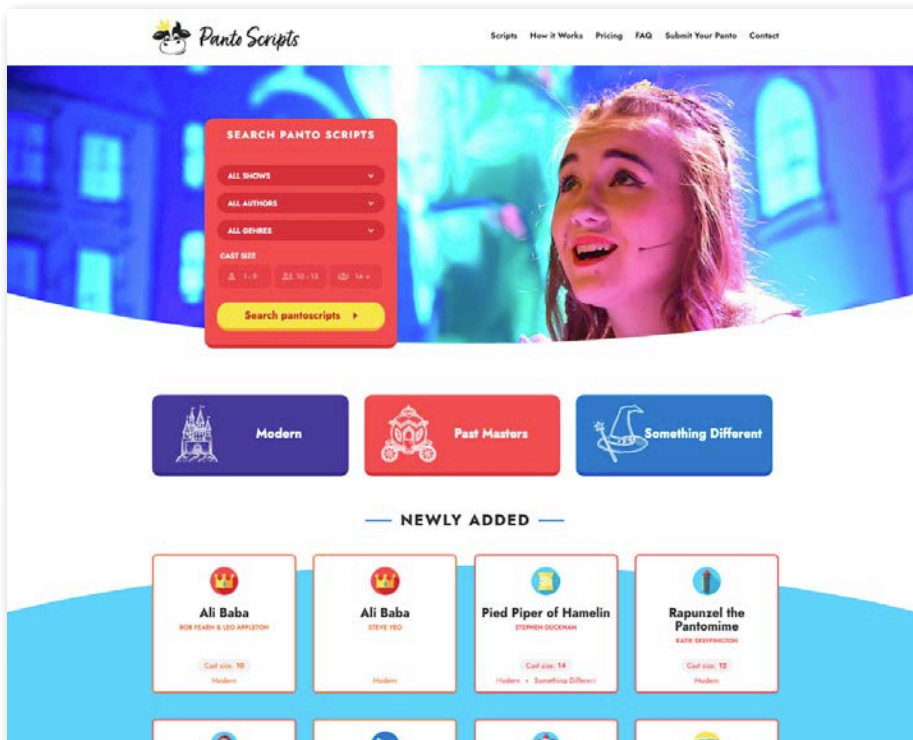 Panto Scripts
Scripts How it Works Pricing FAQ Submit Your Panto Contact
SEARCH PANTO SCRIPTS
ALL SHOWS
ALL AUTHORS
ALL GENRES
CAST SIZE
1 - 9 10 - 15 16 +
Search pantoscripts
Modern Past Masters Something Different
NEWLY ADDED
Ali Baba
ROB FEARN & LEO APPLETON
Cast size: 10
Modern
Ali Baba
STEVE YEO
Modern
Pied Piper of Hamelin
STEPHEN DUCKHAM
Cast size: 14
Modern • Something Different
Rapunzel the
Pantomime
KATIE SKEFFINGTON
Cast size: 12
Modern